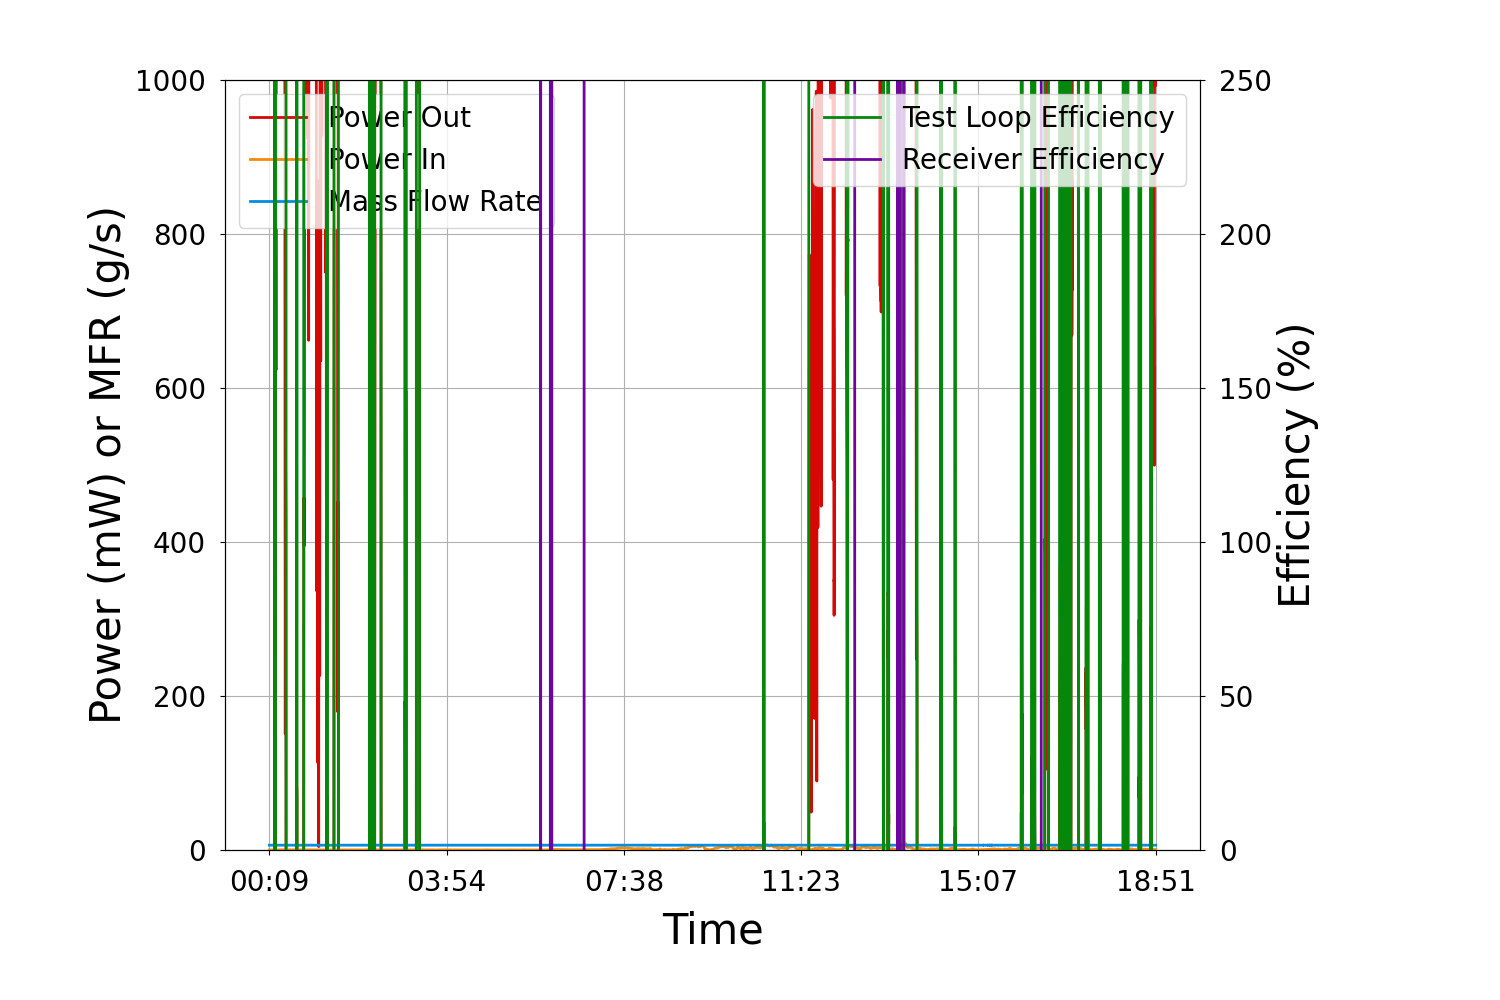 1000
800
600
400
200
0
Power (mW) or MFR (g/s)
Power Out
Power In
Mass Flow Rate
Test Loop Efficiency
Receiver Efficiency
250
200
150
100
50
0
Efficiency (%)
00:09 03:54 07:38 11:23 15:07 18:51
Time